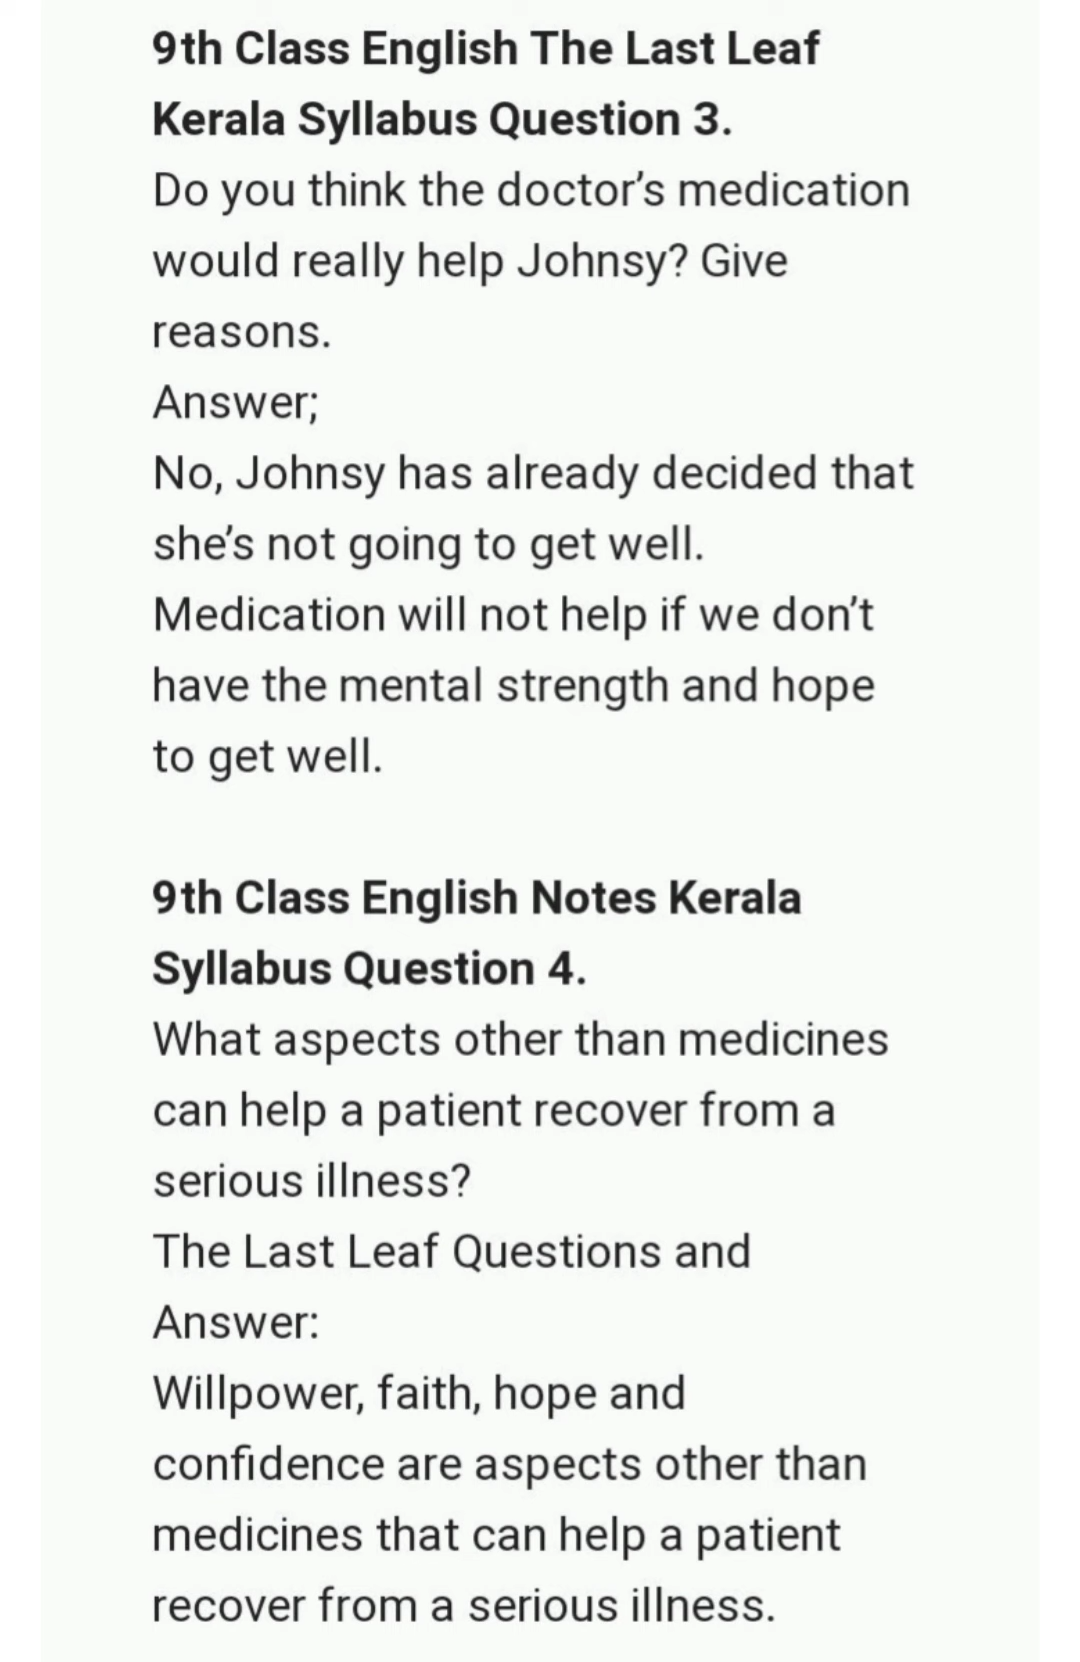 9th Class English The Last Leaf
Kerala Syllabus Question 3.
Do you think the doctor’s medication
would really help Johnsy? Give
reasons.
Answer;
No, Johnsy has already decided that
she’s not going to get well.
Medication will not help if we don’t
have the mental strength and hope
to get well.
9th Class English Notes Kerala
Syllabus Question 4.
What aspects other than medicines
can help a patient recover from a
serious illness?
The Last Leaf Questions and
Answer:
Willpower, faith, hope and
confidence are aspects other than
medicines that can help a patient
recover from a serious illness.